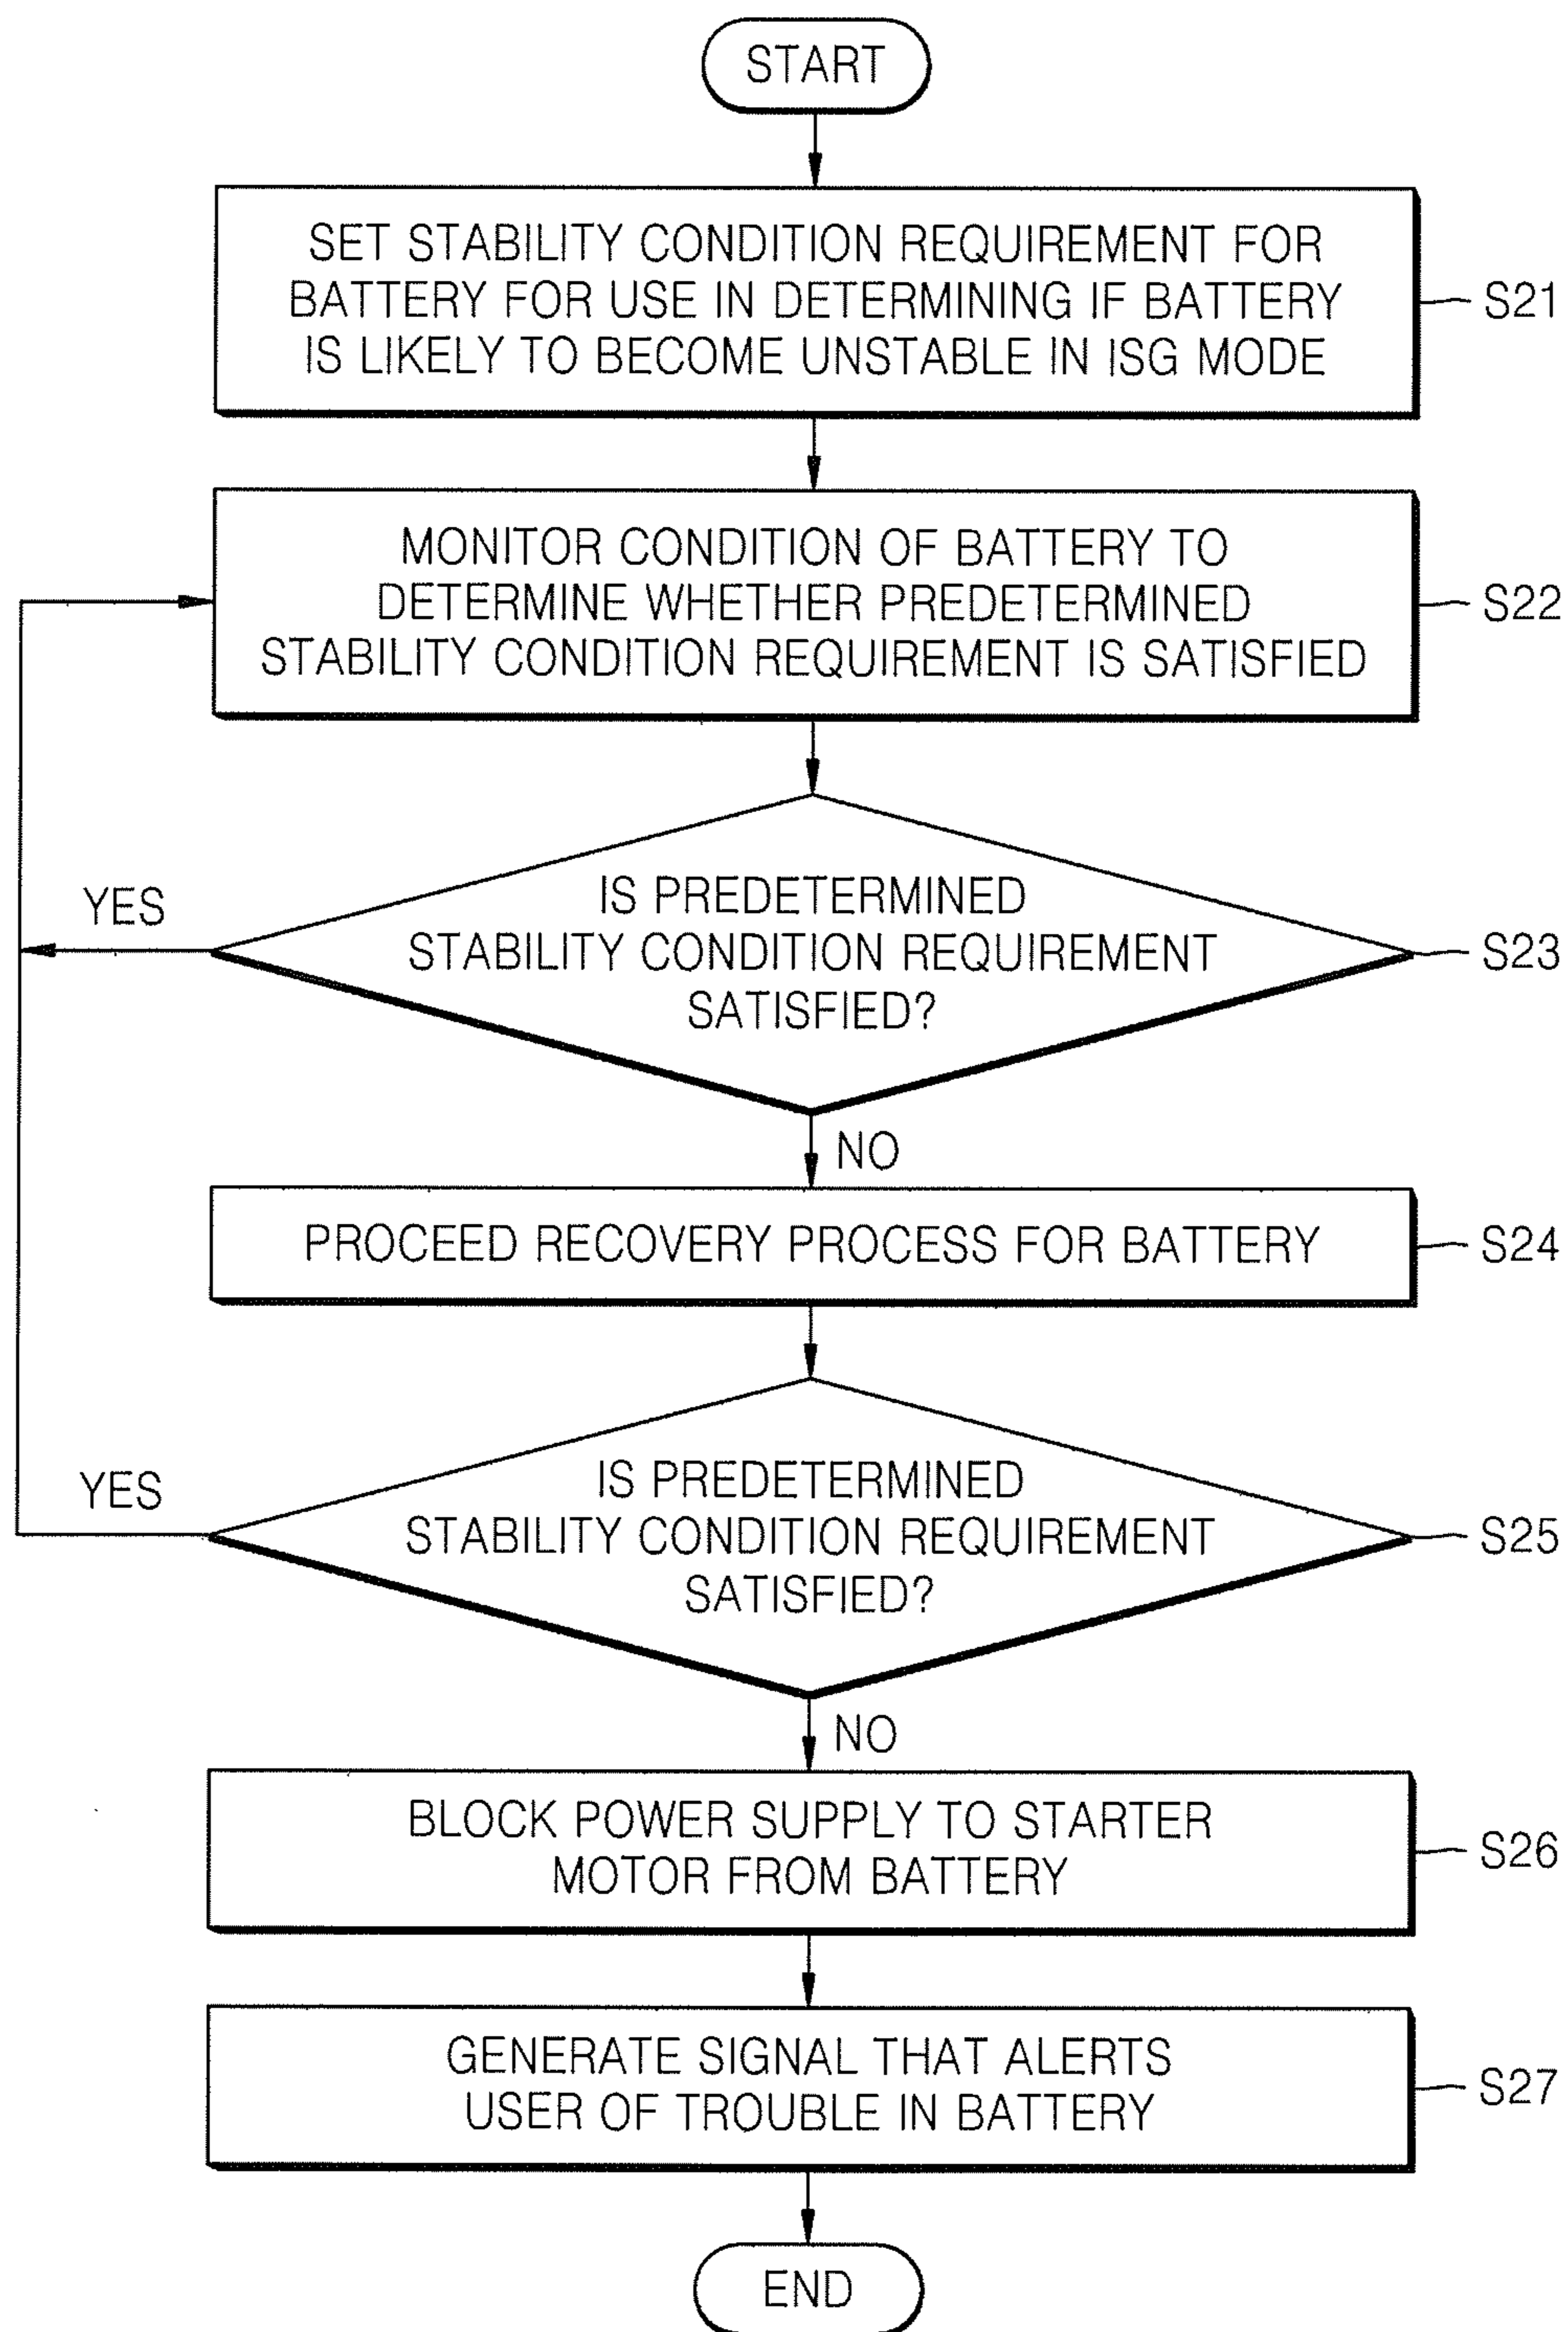 START
SET STABILITY CONDITION REQUIREMENT FOR
BATTERY FOR USE IN DETERMINING IF BATTERY
IS LIKELY TO BECOME UNSTABLE IN ISG MODE
S21
MONITOR CONDITION OF BATTERY TO
DETERMINE WHETHER PREDETERMINED
STABILITY CONDITION REQUIREMENT IS SATISFIED
S22
IS PREDETERMINED
STABILITY CONDITION REQUIREMENT
SATISFIED?
S23
YES
NO
PROCEED RECOVERY PROCESS FOR BATTERY
S24
IS PREDETERMINED
STABILITY CONDITION REQUIREMENT
SATISFIED?
S25
YES
NO
BLOCK POWER SUPPLY TO STARTER
MOTOR FROM BATTERY
S26
GENERATE SIGNAL THAT ALERTS
USER OF TROUBLE IN BATTERY
S27
END